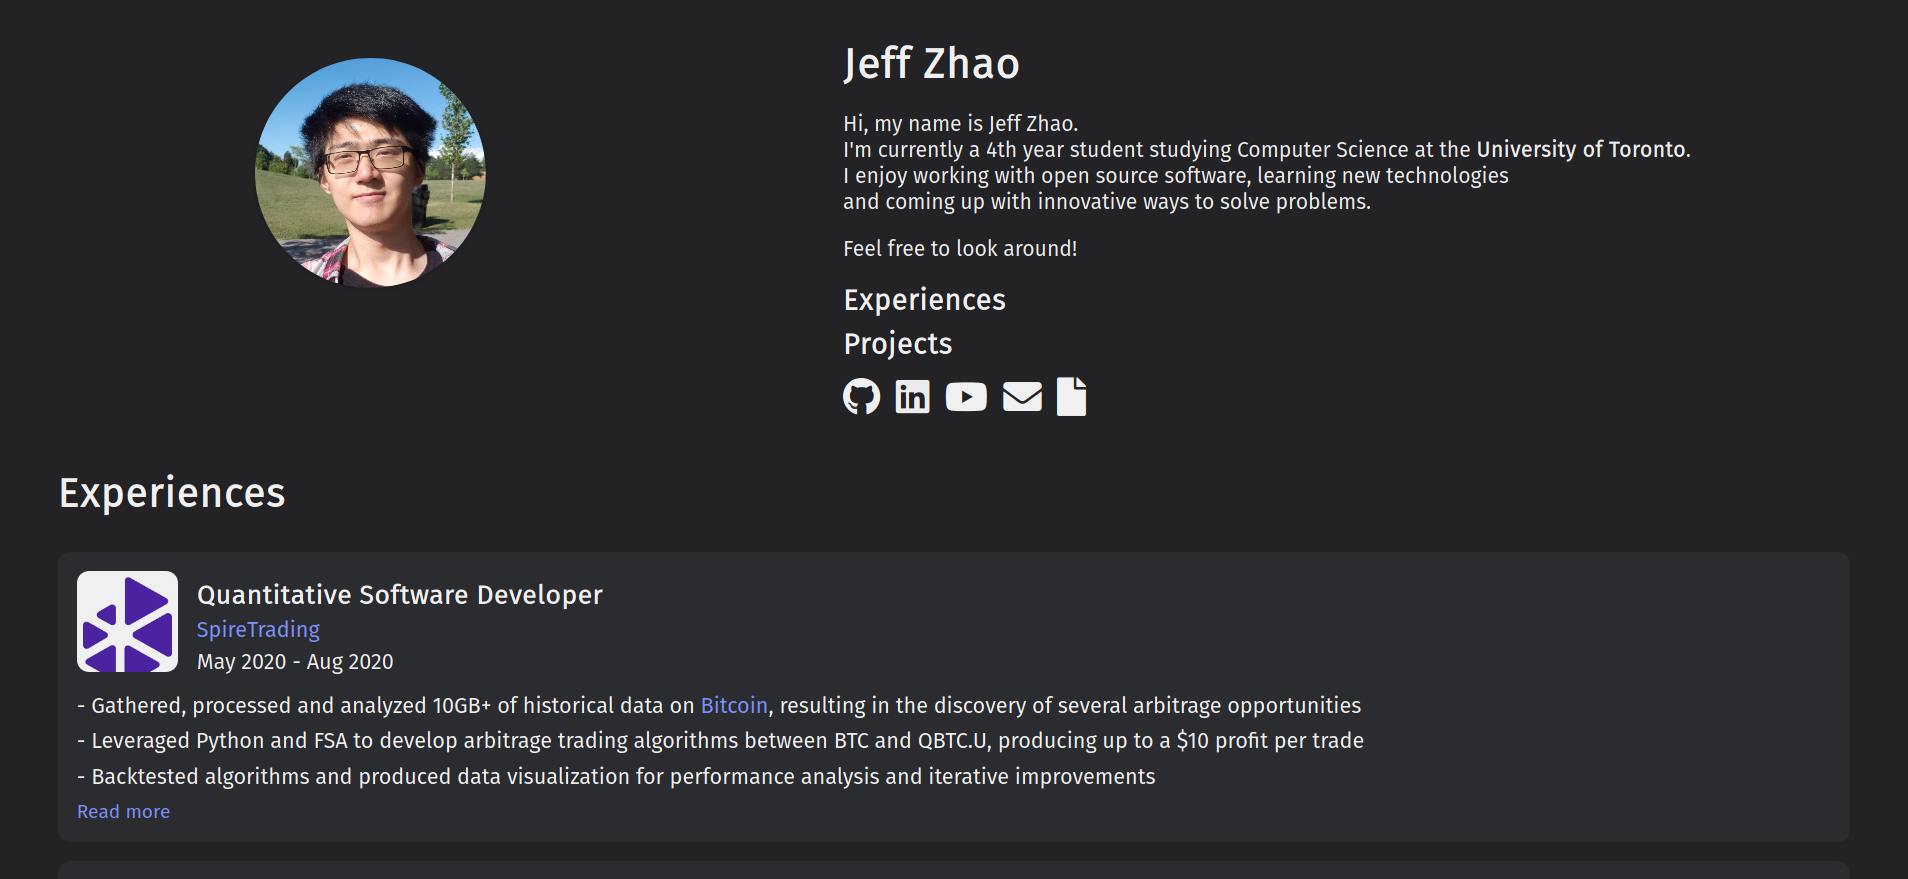 Jeff Zhao
Hi, my name is Jeff Zhao.
I'm currently a 4th year student studying Computer Science at the University of Toronto.
I enjoy working with open source software, learning new technologies
and coming up with innovative ways to solve problems.
Feel free to look around!
Experiences
Projects
in
Experiences
Quantitative Software Developer
SpireTrading
May 2020 - Aug 2020
- Gathered, processed and analyzed 10GB+ of historical data on Bitcoin, resulting in the discovery of several arbitrage opportunities
- Leveraged Python and FSA to develop arbitrage trading algorithms between BTC and QBTC.U, producing up to a $10 profit per trade
- Backtested algorithms and produced data visualization for performance analysis and iterative improvements
Read more